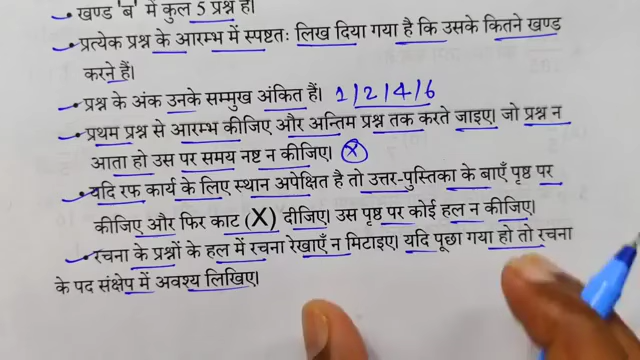 खण्ड 'ब' में कुल 5 प्रश्न हैं।
प्रत्येक प्रश्न के आरम्भ में स्पष्टतः लिख दिया गया है कि उसके कितने खण्ड
करने हैं।
प्रश्न के अंक उनके सम्मुख अंकित हैं। 1/2/4/6
प्रथम प्रश्न से आरम्भ कीजिए और अन्तिम प्रश्न तक करते जाइए। जो प्रश्न न
आता हो उस पर समय नष्ट न कीजिए। X
यदि रफ कार्य के लिए स्थान अपेक्षित है तो उत्तर-पुस्तिका के बाएँ पृष्ठ पर
कीजिए और फिर काट (X) दीजिए। उस पृष्ठ पर कोई हल न कीजिए।
रचना के प्रश्नों के हल में रचना रेखाएँ न मिटाइए। यदि पूछा गया हो तो रचना
के पद संक्षेप में अवश्य लिखिए।